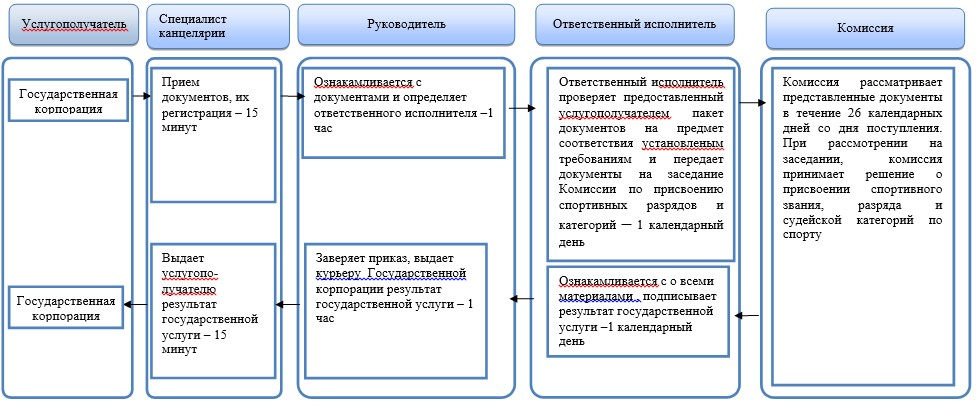 Услугополучатель
Специалист
канцелярии
Руководитель
Ответственный исполнитель
Комиссия
Государственная
корпорация
Прием
документов, их
регистрация – 15
минут
Ознакамливается с
документами и определяет
ответственного исполнителя –1
час
Ответственный исполнитель
проверяет предоставленный
услугополучателем пакет
документов на предмет
соответствия установленым
требованиям и передает
документы на заседание
Комиссии по присвоению
спортивных разрядов и
категорий — 1 календарный
день
Комиссия рассматривает
представленные документы
в течение 26 календарных
дней со дня поступления.
При рассмотрении на
заседании, комиссия
принимает решение о
присвоении спортивного
звания, разряда и
судейской категорий по
спорту
Государственная
корпорация
Выдает
услугопо-
лучателю
результат
государственной
услуги – 15
минут
Заверяет приказ, выдает
курьеру Государственной
корпорации результат
государственной услуги – 1
час
Ознакамливается с о всеми
материалами , подписывает
результат государственной
услуги –1 календарный
день